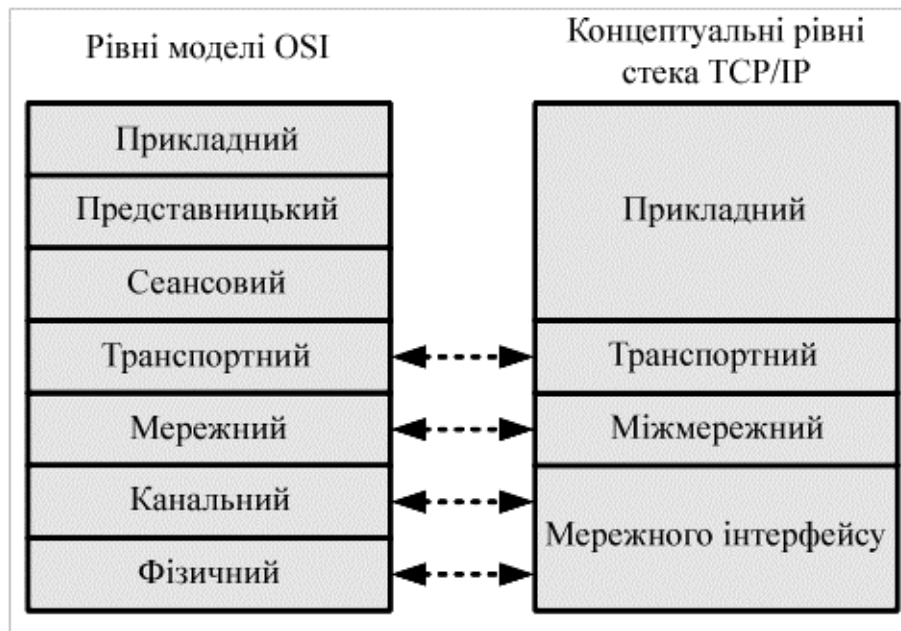 Рівні моделі OSI
Концептуальні рівні
стека TCP/IP
Прикладний
Представницький
Сеансовий
Транспортний
Мережний
Канальний
Фізичний
Прикладний
Транспортний
Міжмережний
Мережного інтерфейсу